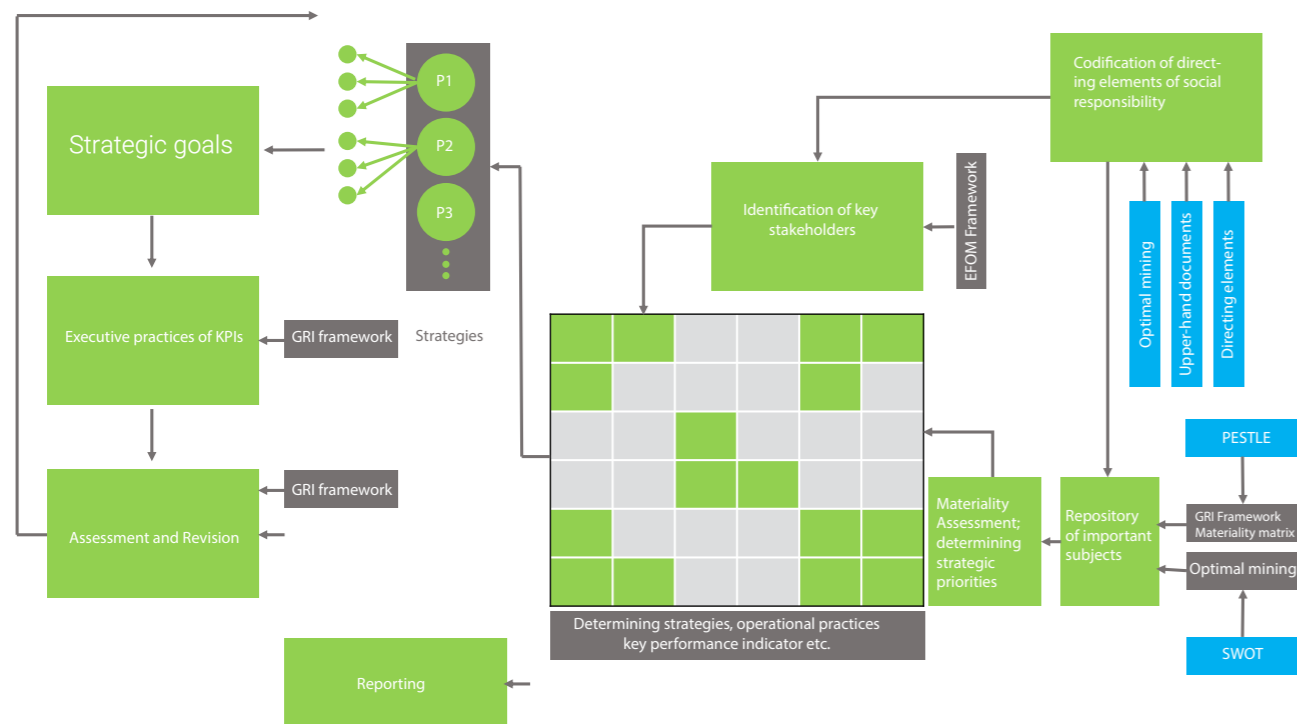 P1
P2
P3
Strategies
Strategic goals
Executive practices of KPIs
GRI framework
Assessment and Revision
GRI framework
Reporting
Codification of direct-
ing elements of social
responsibility
Identification of key
stakeholders
EFOM Framework
Optimal mining
Upper-hand documents
Directing elements
PESTLE
GRI Framework
Materiality matrix
Optimal mining
SWOT
Repository
of important
subjects
Materiality
Assessment;
determining
strategic
priorities
Determining strategies, operational practices
key performance indicator etc.